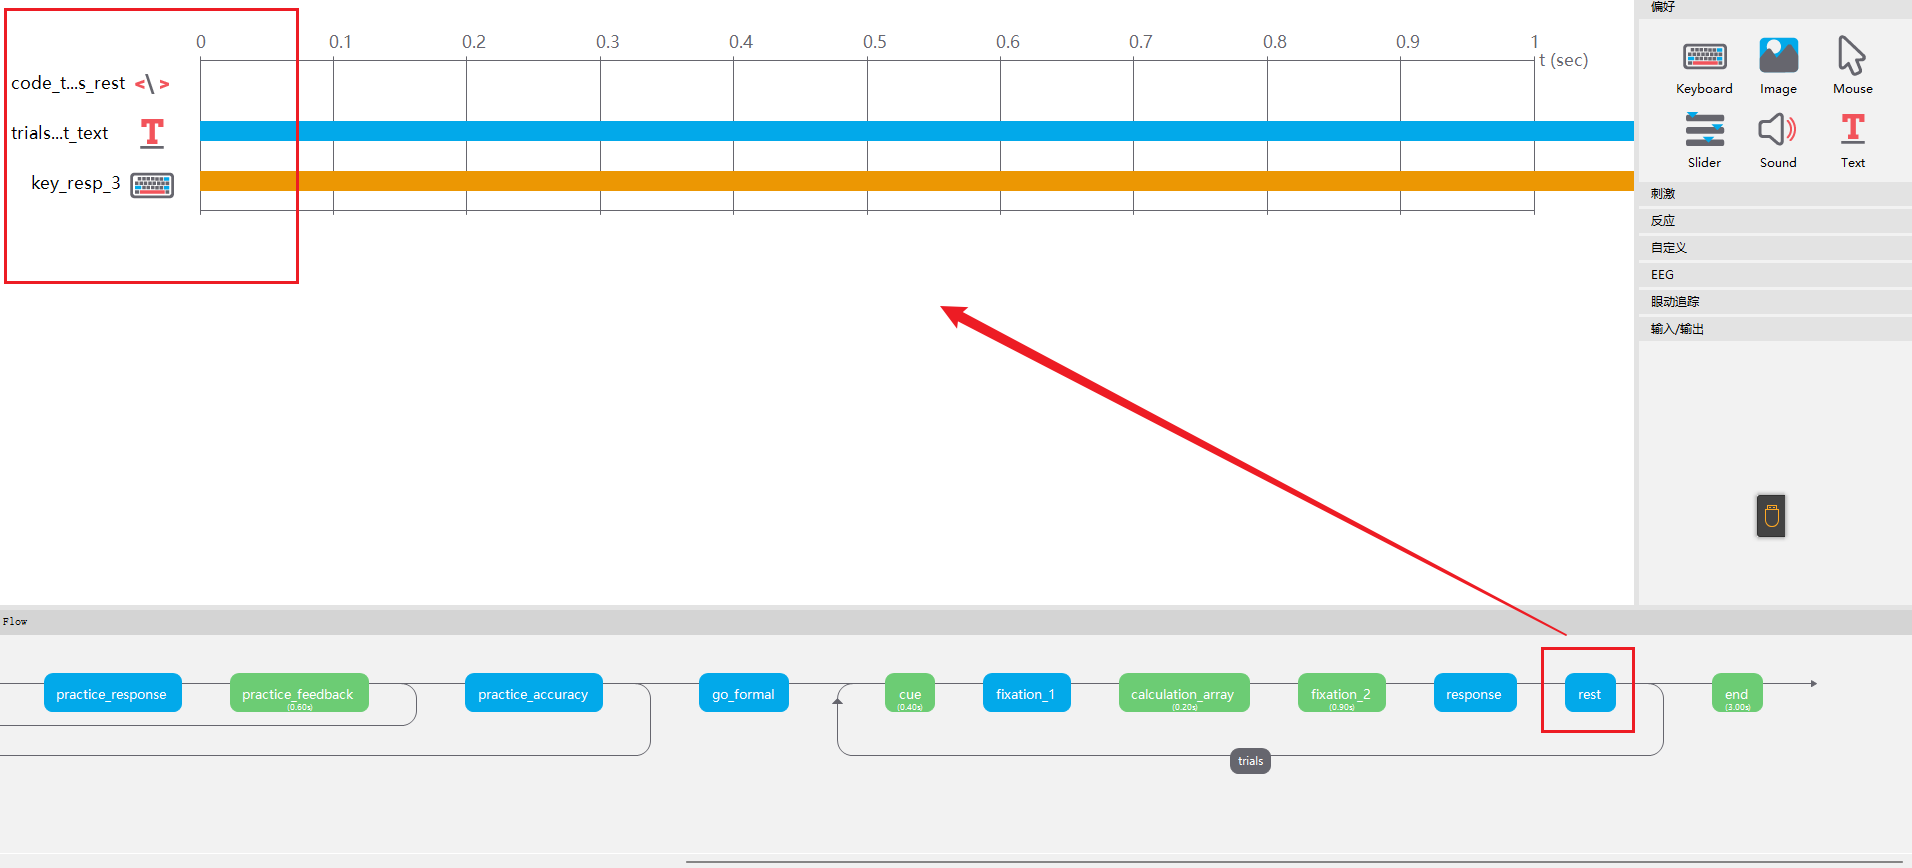 偏好
0 0.1 0.2 0.3 0.4 0.5 0.6 0.7 0.8 0.9 1
t (sec)
code_t...s_rest
trials...t_text
key_resp_3
Keyboard Image Mouse
Slider Sound Text
刺激
反应
自定义
EEG
眼动追踪
输入/输出
Flow
practice_response
practice_feedback
(0.60s)
practice_accuracy
go_formal
cue
(0.40s)
fixation_1
calculation_array
(0.20s)
fixation_2
(0.90s)
response
rest
end
(3.00s)
trials